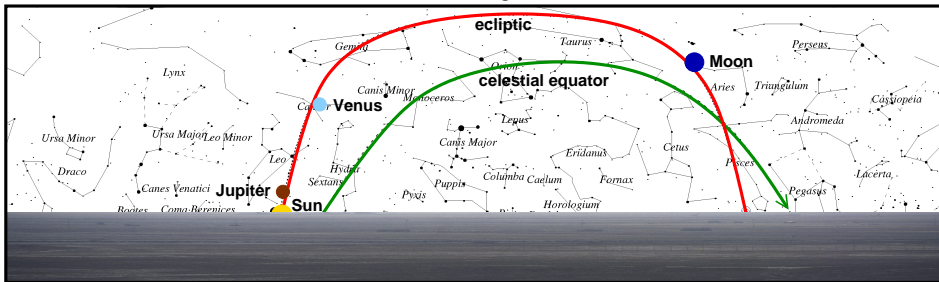 ecliptic
Taurus
Gemini
Perseus
Orion
Moon
Lynx
celestial equator
Aries
Triangulum
Canis Minor
Monoceros
Cassiopeia
Venus
Lepus
Andromeda
Ursa Minor
Ursa Major
Leo Minor
Canis Major
Cetus
Leo
Eridanus
Pisces
Draco
Hydra
Sextans
Puppis
Columba
Caelum
Fornax
Lacerta
Canes Venatici
Jupiter
Pyxis
Pegasus
Sun
Horologium
Bootes
Coma Berenices